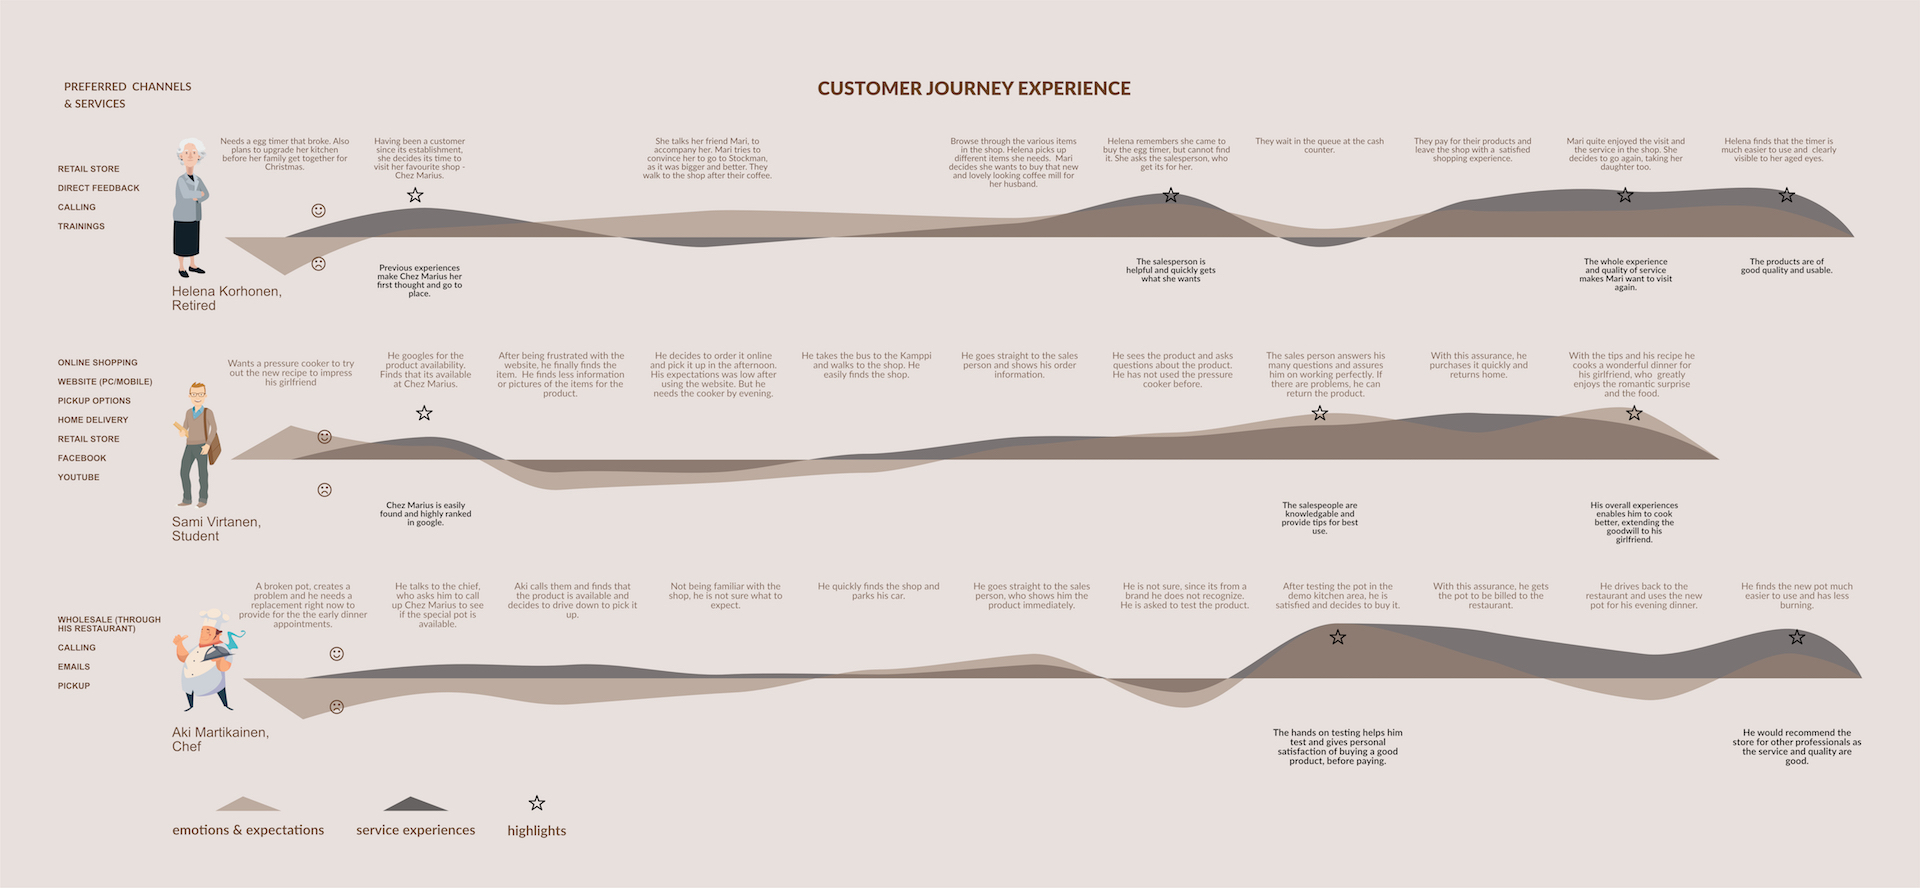 PREFERRED CHANNELS
& SERVICES
CUSTOMER JOURNEY EXPERIENCE
RETAIL STORE
DIRECT FEEDBACK
CALLING
TRAININGS
Helena Korhonen,
Retired
Needs a egg timer that broke. Also
plans to upgrade her kitchen
before her family get together for
Christmas.
Having been a customer
since its establishment,
she decides its time to
visit her favourite shop -
Chez Marius.
She talks her friend Mari, to
accompany her. Mari tries to
convince her to go to Stockman,
as it was bigger and better. They
walk to the shop after their coffee.
Browse through the various items
in the shop. Helena picks up
different items she needs. Mari
decides she wants to buy that new
and lovely looking coffee mill for
her husband.
Helena remembers she came to
buy the egg timer, but cannot find
it. She asks the salesperson, who
get its for her.
They wait in the queue at the cash
counter.
They pay for their products and
leave the shop with a satisfied
shopping experience.
Mari quite enjoyed the visit and
the service in the shop. She
decides to go again, taking her
daughter too.
Helena finds that the timer is
much easier to use and clearly
visible to her aged eyes.
Previous experiences
make Chez Marius her
first thought and go to
place.
The salesperson is
helpful and quickly gets
what she wants
The whole experience
and quality of service
makes Mari want to visit
again.
The products are of
good quality and usable.
ONLINE SHOPPING
WEBSITE (PC/MOBILE)
PICKUP OPTIONS
HOME DELIVERY
RETAIL STORE
FACEBOOK
YOUTUBE
Sami Virtanen,
Student
Wants a pressure cooker to try
out the new recipe to impress
his girlfriend
He googles for the
product availability.
Finds that its available
at Chez Marius.
After being frustrated with the
website, he finally finds the
item. He finds less information
or pictures of the items for the
product.
He decides to order it online
and pick it up in the afternoon.
His expectations was low after
using the website. But he
needs the cooker by evening.
He takes the bus to the Kamppi
and walks to the shop. He
easily finds the shop.
He goes straight to the sales
person and shows his order
information.
He sees the product and asks
questions about the product.
He has not used the pressure
cooker before.
The sales person answers his
many questions and assures
him on working perfectly. If
there are problems, he can
return the product.
With this assurance, he
purchases it quickly and
returns home.
With the tips and his recipe he
cooks a wonderful dinner for
his girlfriend, who greatly
enjoys the romantic surprise
and the food.
Chez Marius is easily
found and highly ranked
in google.
The salespeople are
knowledgable and
provide tips for best
use.
His overall experiences
enables him to cook
better, extending the
goodwill to his
girlfriend.
WHOLESALE (THROUGH
HIS RESTAURANT)
CALLING
EMAILS
PICKUP
Aki Martikainen,
Chef
A broken pot, creates a
problem and he needs a
replacement right now to
provide for the the early dinner
appointments.
He talks to the chief,
who asks him to call
up Chez Marius to see
if the special pot is
available.
Aki calls them and finds that
the product is available and
decides to drive down to pick it
up.
Not being familiar with the
shop, he is not sure what to
expect.
He quickly finds the shop and
parks his car.
He goes straight to the sales
person, who shows him the
product immediately.
He is not sure, since its from a
brand he does not recognize.
He is asked to test the product.
After testing the pot in the
demo kitchen area, he is
satisfied and decides to buy it.
With this assurance, he gets
the pot to be billed to the
restaurant.
He drives back to the
restaurant and uses the new
pot for his evening dinner.
He finds the new pot much
easier to use and has less
burning.
The hands on testing helps him
test and gives personal
satisfaction of buying a good
product, before paying.
He would recommend the
store for other professionals as
the service and quality are
good.
emotions & expectations
service experiences
highlights